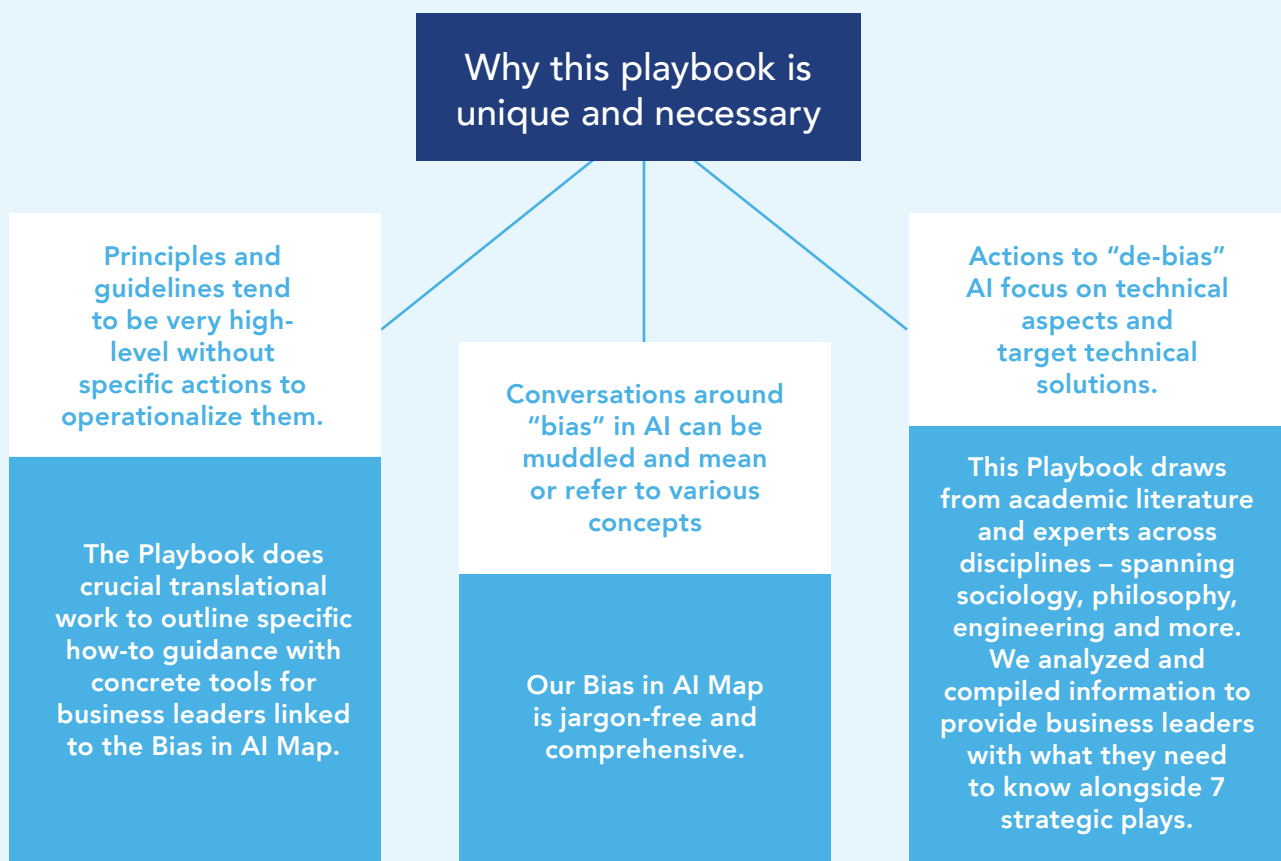 Why this playbook is
unique and necessary
Principles and
guidelines tend
to be very high-
level without
specific actions to
operationalize them.
The Playbook does
crucial translational
work to outline specific
how-to guidance with
concrete tools for
business leaders linked
to the Bias in AI Map.
Conversations around
“bias” in AI can be
muddled and mean
or refer to various
concepts
Our Bias in AI Map
is jargon-free and
comprehensive.
Actions to “de-bias”
AI focus on technical
aspects and
target technical
solutions.
This Playbook draws
from academic literature
and experts across
disciplines – spanning
sociology, philosophy,
engineering and more.
We analyzed and
compiled information to
provide business leaders
with what they need
to know alongside 7
strategic plays.